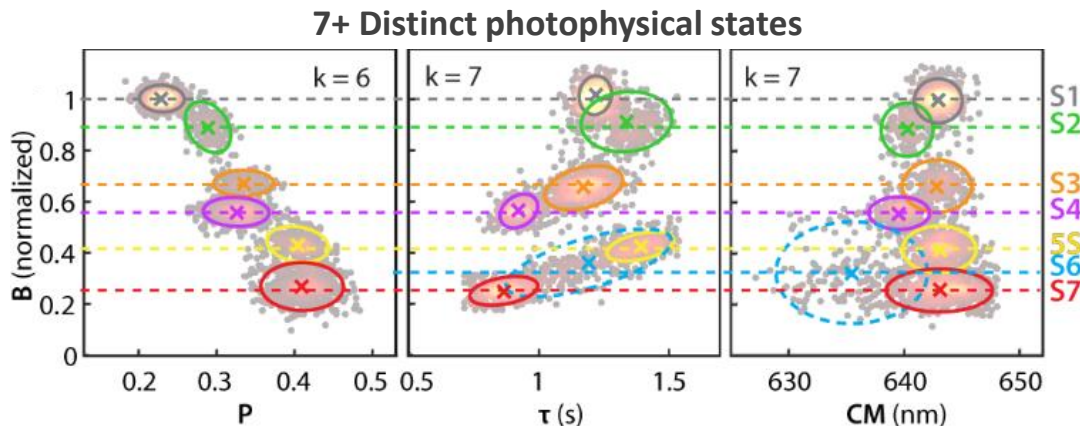 7+ Distinct photophysical states
k = 6
k = 7
k = 7
B (normalized)
1
0.8
0.6
0.4
0.2
0
S1
S2
S3
S4
5S
S6
S7
0.2 0.3 0.4 0.5
0.5 1 1.5
630 640 650
P
τ (s)
CM (nm)